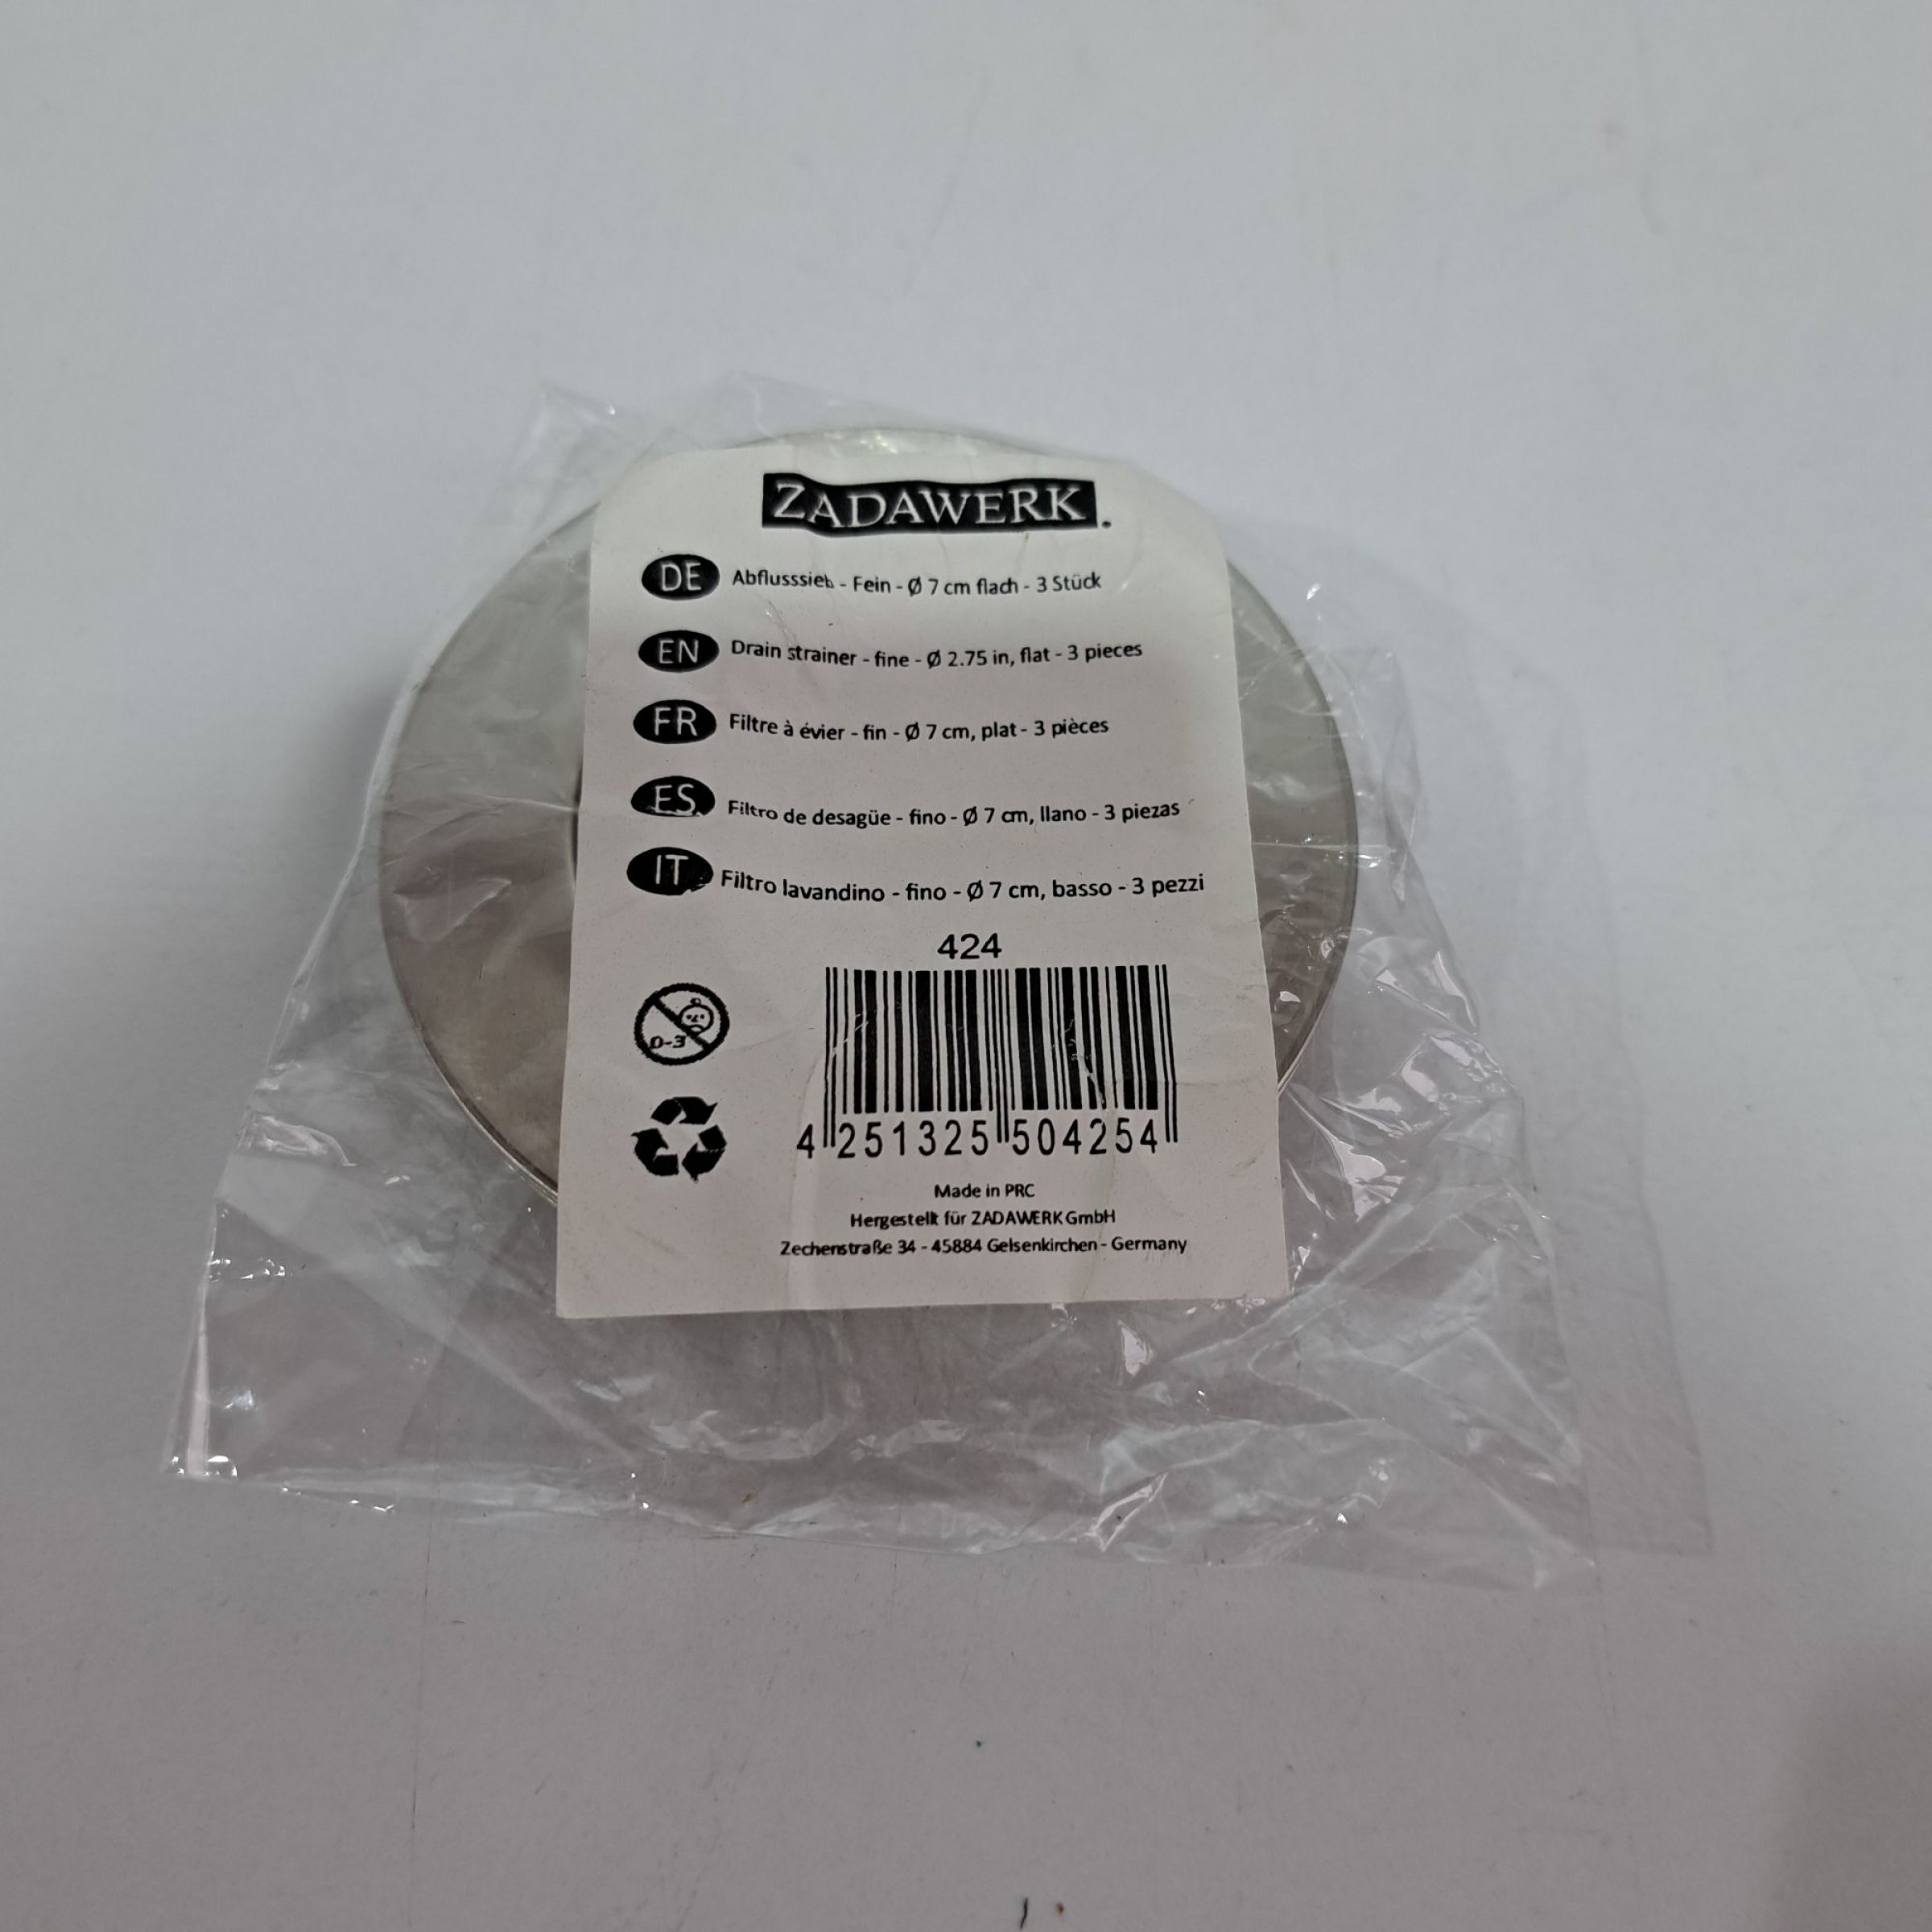 ZADAWERK.
DE Abflusssieb - Fein - Ø 7 cm flach - 3 Stück
EN Drain strainer - fine - Ø 2.75 in, flat - 3 pieces
FR Filtre à évier - fin - Ø 7 cm, plat - 3 pièces
ES Filtro de desagüe - fino - Ø 7 cm, llano - 3 piezas
IT Filtro lavandino - fino - Ø 7 cm, basso - 3 pezzi
424
0-3
4 251325 504254
Made in PRC
Hergestellt für ZADAWERK GmbH
Zechenstraße 34 - 45884 Gelsenkirchen - Germany